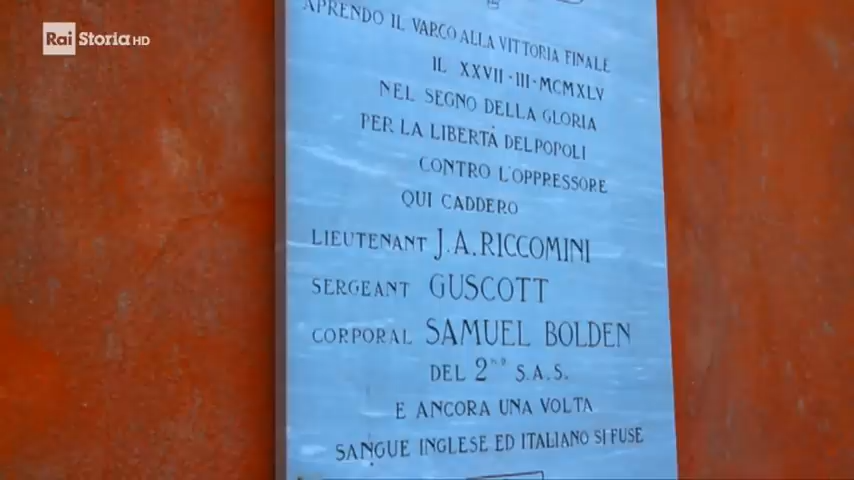 Rai Storia HD
APRENDO IL VARCO ALLA VITTORIA FINALE
IL XXVII-III-MCMXLV
NEL SEGNO DELLA GLORIA
PER LA LIBERTÀ DEL POPOLI
CONTRO L'OPPRESSORE
QUI CADDERO
LIEUTENANT J.A. RICCOMINI
SERGEANT GUSCOTT
CORPORAL SAMUEL BOLDEN
DEL 2ND S.A.S.
E ANCORA UNA VOLTA
SANGUE INGLESE ED ITALIANO SI FUSE